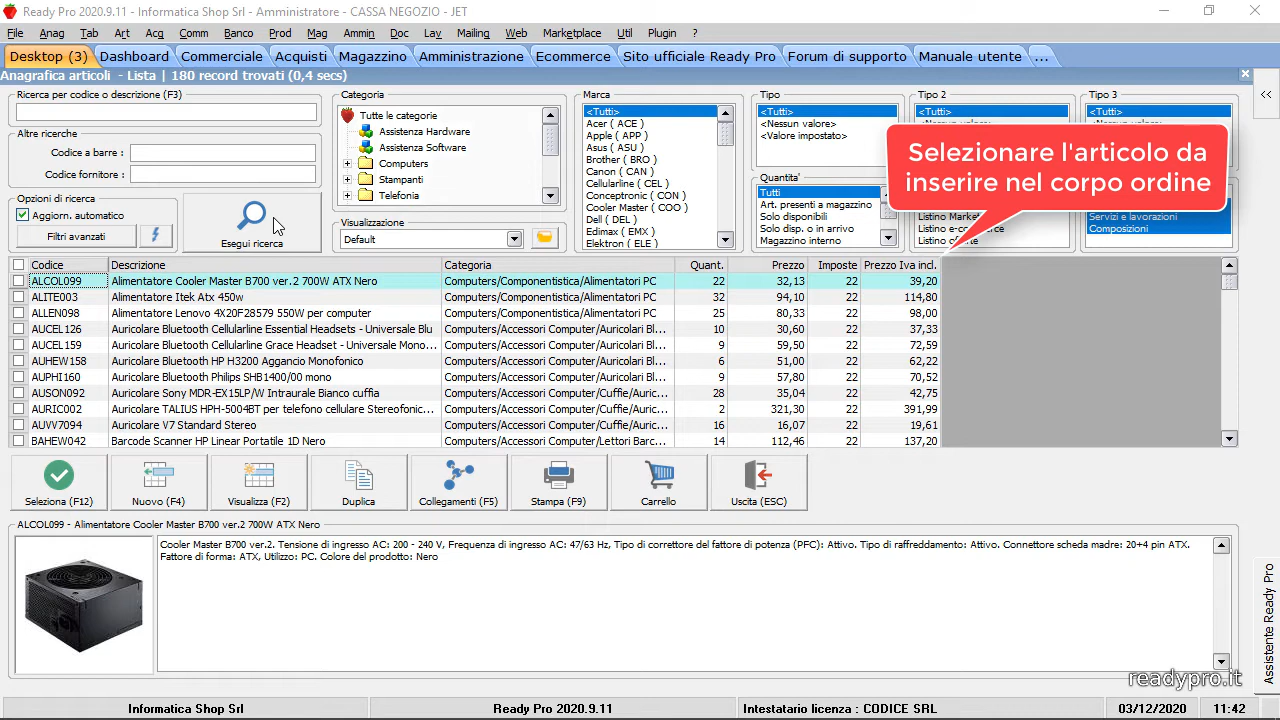 Ready Pro 2020.9.11 - Informatica Shop Srl - Amministratore - CASSA NEGOZIO - JET
File Anag Tab Art Acq Comm Banco Prod Mag Ammin Doc Lav Mailing Web Marketplace Util Plugin ?
Desktop (3) Dashboard Commerciale Acquisti Magazzino Amministrazione Ecommerce Sito ufficiale Ready Pro Forum di supporto Manuale utente ...
Anagrafica articoli - Lista | 180 record trovati (0,4 secs)
Ricerca per codice o descrizione (F3)
Altre ricerche
Codice a barre :
Codice fornitore :
Opzioni di ricerca
Aggiorn. automatico
Filtri avanzati
Esegui ricerca
Categoria
Tutte le categorie
Assistenza Hardware
Assistenza Software
Computers
Stampanti
Telefonia
Visualizzazione
Default
Marca
<Tutti>
Acer ( ACE )
Apple ( APP )
Asus ( ASU )
Brother ( BRO )
Canon ( CAN )
Cellularline ( CEL )
Conceptronic ( CON )
Cooler Master ( COO )
Dell ( DEL )
Edimax ( EMX )
Elektron ( ELE )
Tipo
<Tutti>
<Nessun valore>
<Valore impostato>
Quantita'
Tutti
Art. presenti a magazzino
Solo disponibili
Solo disp. o in arrivo
Magazzino interno
Tipo 2
<Tutti>
Tipo 3
<Tutti>
Selezionare l'articolo da
inserire nel corpo ordine
Listino e-commerce
Servizi e lavorazioni
Composizioni
Codice Descrizione Categoria Quant. Prezzo Imposte Prezzo Iva incl.
ALCOL099 Alimentatore Cooler Master B700 ver.2 700W ATX Nero Computers/Componentistica/Alimentatori PC 22 32,13 22 39,20
ALITE003 Alimentatore Itek Atx 450w Computers/Componentistica/Alimentatori PC 32 94,10 22 114,80
ALLEN098 Alimentatore Lenovo 4X20F28579 550W per computer Computers/Componentistica/Alimentatori PC 25 80,33 22 98,00
AUCEL126 Auricolare Bluetooth Cellularline Essential Headsets - Universale Blu Computers/Accessori Computer/Auricolari Bl... 10 30,60 22 37,33
AUCEL159 Auricolare Bluetooth Cellularline Grace Headset - Universale Mono... Computers/Accessori Computer/Auricolari Bl... 9 59,50 22 72,59
AUHEW158 Auricolare Bluetooth HP H3200 Aggancio Monofonico Computers/Accessori Computer/Auricolari Bl... 6 51,00 22 62,22
AUPHI160 Auricolare Bluetooth Philips SHB1400/00 mono Computers/Accessori Computer/Auricolari Bl... 9 57,80 22 70,52
AUSON092 Auricolare Sony MDR-EX15LP/W Intraurale Bianco cuffia Computers/Accessori Computer/Cuffie/Auric... 28 35,04 22 42,75
AURIC002 Auricolare TALIUS HPH-5004BT per telefono cellulare Stereofonic... Computers/Accessori Computer/Cuffie/Auric... 2 321,30 22 391,99
AUVV7094 Auricolare V7 Standard Stereo Computers/Accessori Computer/Cuffie/Auric... 16 16,07 22 19,61
BAHEW042 Barcode Scanner HP Linear Portatile 1D Nero Computers/Accessori Computer/Lettori Barc... 14 112,46 22 137,20
Seleziona (F12) Nuovo (F4) Visualizza (F2) Duplica Collegamenti (F5) Stampa (F9) Carrello Uscita (ESC)
ALCOL099 - Alimentatore Cooler Master B700 ver.2 700W ATX Nero
Cooler Master B700 ver.2. Tensione di ingresso AC: 200 - 240 V, Frequenza di ingresso AC: 47/63 Hz, Tipo di correttore del fattore di potenza (PFC): Attivo. Tipo di raffreddamento: Attivo. Connettore scheda madre: 20+4 pin ATX.
Fattore di forma: ATX, Utilizzo: PC. Colore del prodotto: Nero
Assistente Ready Pro
readypro.it
Informatica Shop Srl Ready Pro 2020.9.11 Intestatario licenza : CODICE SRL 03/12/2020 11:42